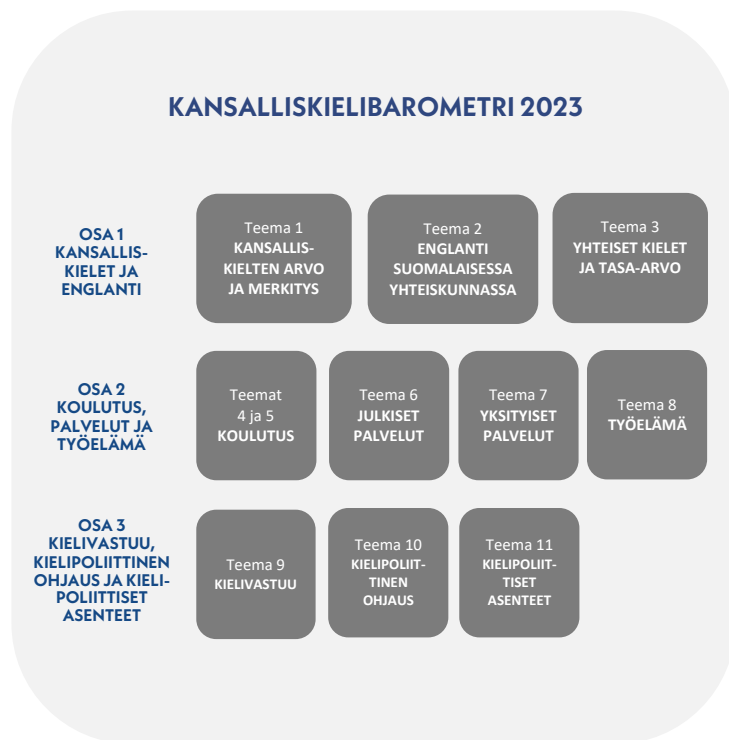 KANSALLISKIELIBAROMETRI 2023
OSA 1
KANSALLIS-
KIELET JA
ENGLANTI
Teema 1
KANSALLIS-
KIELTEN ARVO
JA MERKITYS
Teema 2
ENGLANTI
SUOMALAISESSA
YHTEISKUNNASSA
Teema 3
YHTEISET KIELET
JA TASA-ARVO
OSA 2
KOULUTUS,
PALVELUT JA
TYÖELÄMÄ
Teemat
4 ja 5
KOULUTUS
Teema 6
JULKISET
PALVELUT
Teema 7
YKSITYISET
PALVELUT
Teema 8
TYÖELÄMÄ
OSA 3
KIELIVASTUU,
KIELIPOLIITTINEN
OHJAUS JA KIELI-
POLIITTISET
ASENTEET
Teema 9
KIELIVASTUU
Teema 10
KIELIPOLIIT-
TINEN
OHJAUS
Teema 11
KIELIPOLIIT-
TISET
ASENTEET